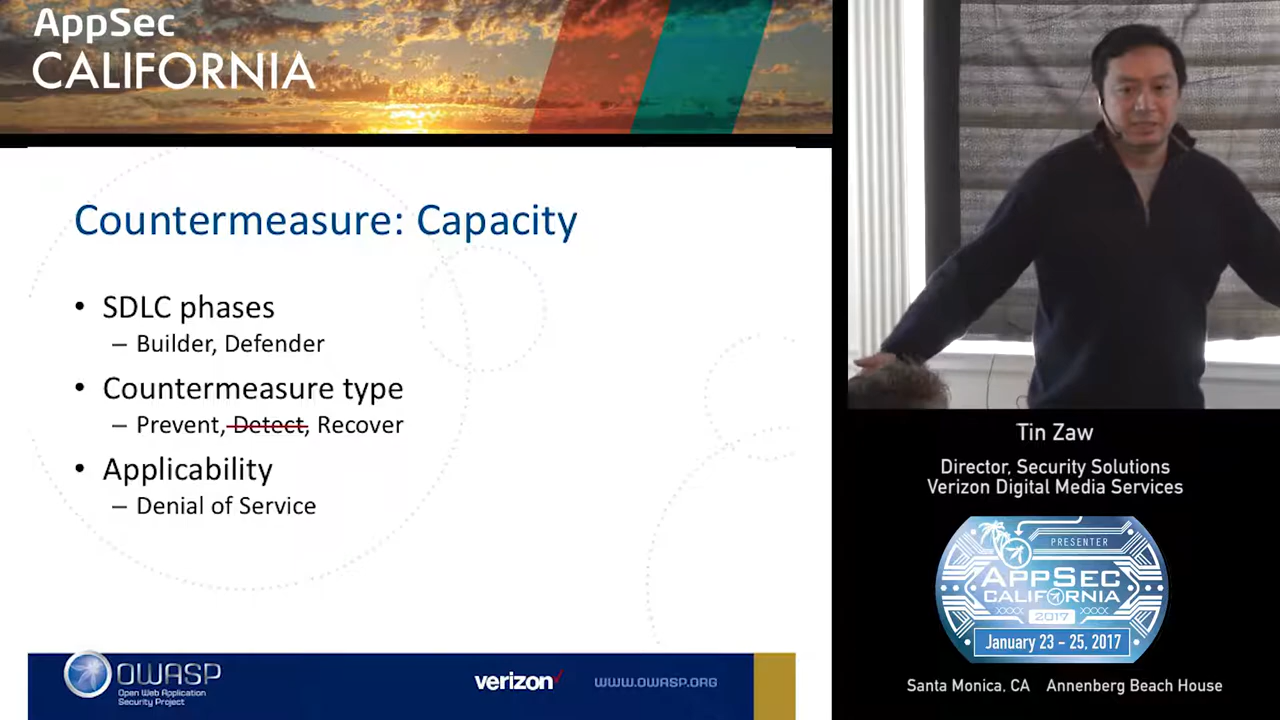 AppSec
CALIFORNIA
Countermeasure: Capacity
• SDLC phases
– Builder, Defender
• Countermeasure type
– Prevent, Detect, Recover
• Applicability
– Denial of Service
OWASP
Open Web Application
Security Project
verizon
WWW.OWASP.ORG
Tin Zaw
Director, Security Solutions
Verizon Digital Media Services
PRESENTER
APPSEC
CALIFORNIA
XXXX 2017 XXXX
January 23 - 25, 2017
Santa Monica, CA Annenberg Beach House